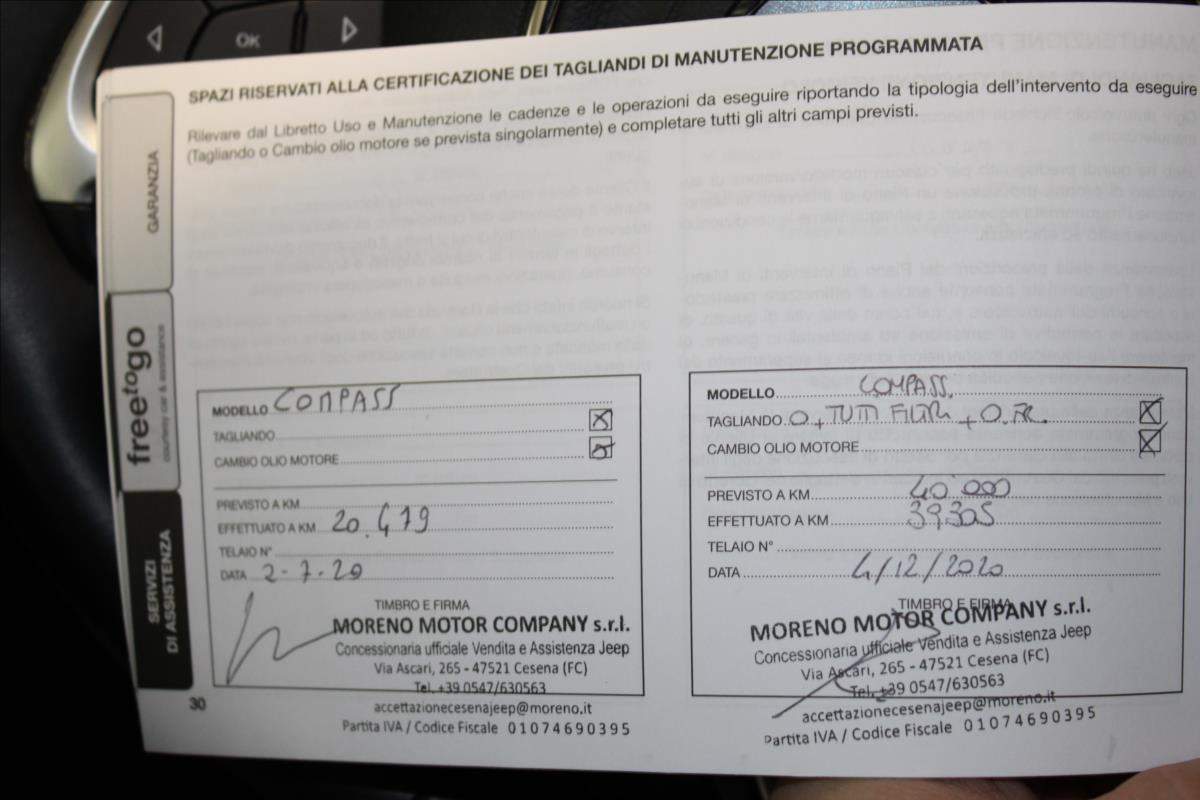 OK
SPAZI RISERVATI ALLA CERTIFICAZIONE DEI TAGLIANDI DI MANUTENZIONE PROGRAMMATA
Rilevare dal Libretto Uso e Manutenzione le cadenze e le operazioni da eseguire riportando la tipologia dell'intervento da eseguire
(Tagliando o Cambio olio motore se prevista singolarmente) e completare tutti gli altri campi previsti.
GARANZIA
freetogo
courtesy car & assistance
SERVIZI
DI ASSISTENZA
MODELLO COMPASS
TAGLIANDO
CAMBIO OLIO MOTORE
PREVISTO A KM
EFFETTUATO A KM 20.479
TELAIO N°
DATA 2-7-20
TIMBRO E FIRMA
MORENO MOTOR COMPANY s.r.l.
Concessionaria ufficiale Vendita e Assistenza Jeep
Via Ascari, 265 - 47521 Cesena (FC)
Tel. +39 0547/630563
accettazionecesenajeep@moreno.it
Partita IVA / Codice Fiscale 01074690395
30
MODELLO COMPASS.
TAGLIANDO O. + TUTTI FILTRI + O. FR.
CAMBIO OLIO MOTORE
PREVISTO A KM 40.000
EFFETTUATO A KM 39305
TELAIO N°
DATA 4/12/2020
TIMBRO E FIRMA
MORENO MOTOR COMPANY s.r.l.
Concessionaria ufficiale Vendita e Assistenza Jeep
Via Ascari, 265 - 47521 Cesena (FC)
Tel. +39 0547/630563
accettazionecesenajeep@moreno.it
Partita IVA / Codice Fiscale 01074690395